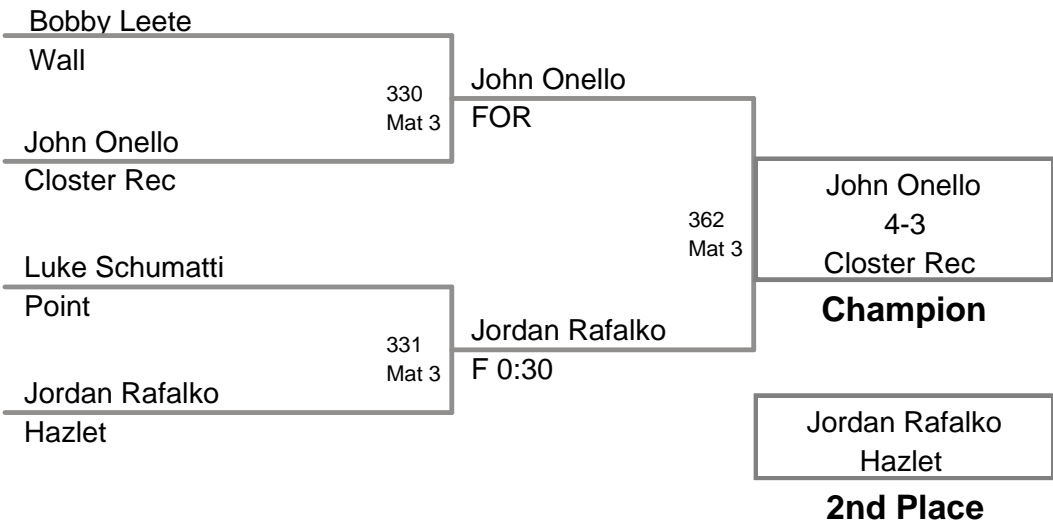 Bobby Leete
Wall
330
Mat 3
John Onello
Closter Rec
John Onello
FOR
Luke Schumatti
Point
331
Mat 3
Jordan Rafalko
Hazlet
Jordan Rafalko
F 0:30
362
Mat 3
John Onello
4-3
Closter Rec
Champion
Jordan Rafalko
Hazlet
2nd Place